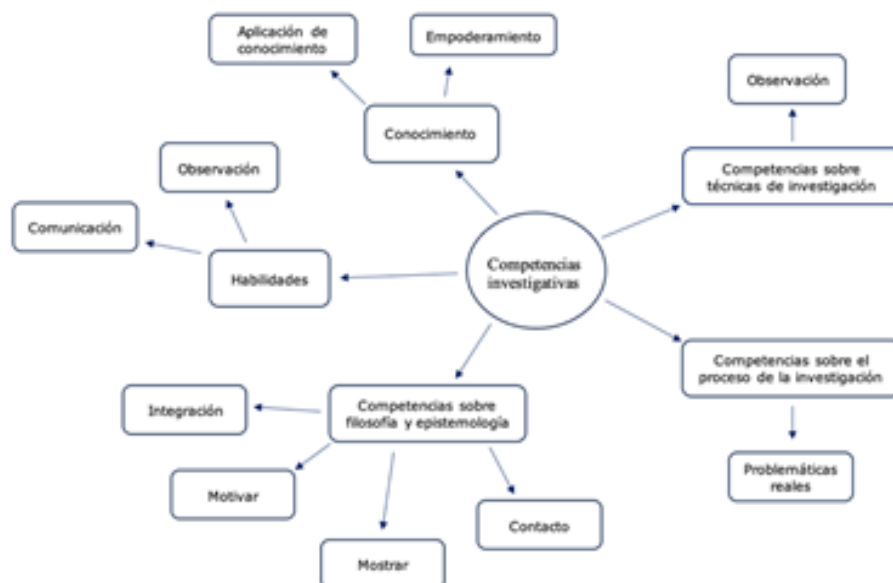 Aplicación de
conocimiento
Empoderamiento
Observación
Conocimiento
Observación
Competencias sobre
técnicas de investigación
Comunicación
Habilidades
Competencias
investigativas
Competencias sobre el
proceso de la investigación
Integración
Competencias sobre
filosofía y epistemología
Problemáticas
reales
Motivar
Contacto
Mostrar